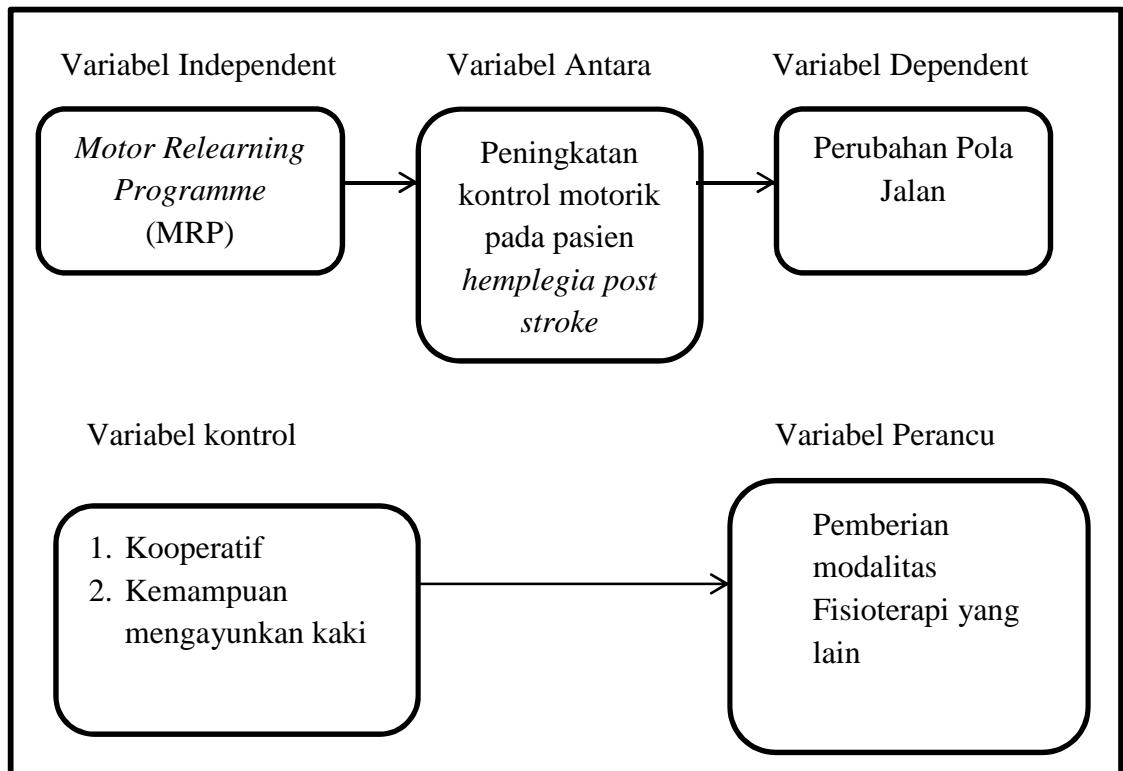 Variabel Independent
Variabel Antara
Variabel Dependent
Motor Relearning
Programme
(MRP)
Peningkatan
kontrol motorik
pada pasien
hemplegia post
stroke
Perubahan Pola
Jalan
Variabel kontrol
Variabel Perancu
1. Kooperatif
2. Kemampuan
mengayunkan kaki
Pemberian
modalitas
Fisioterapi yang
lain